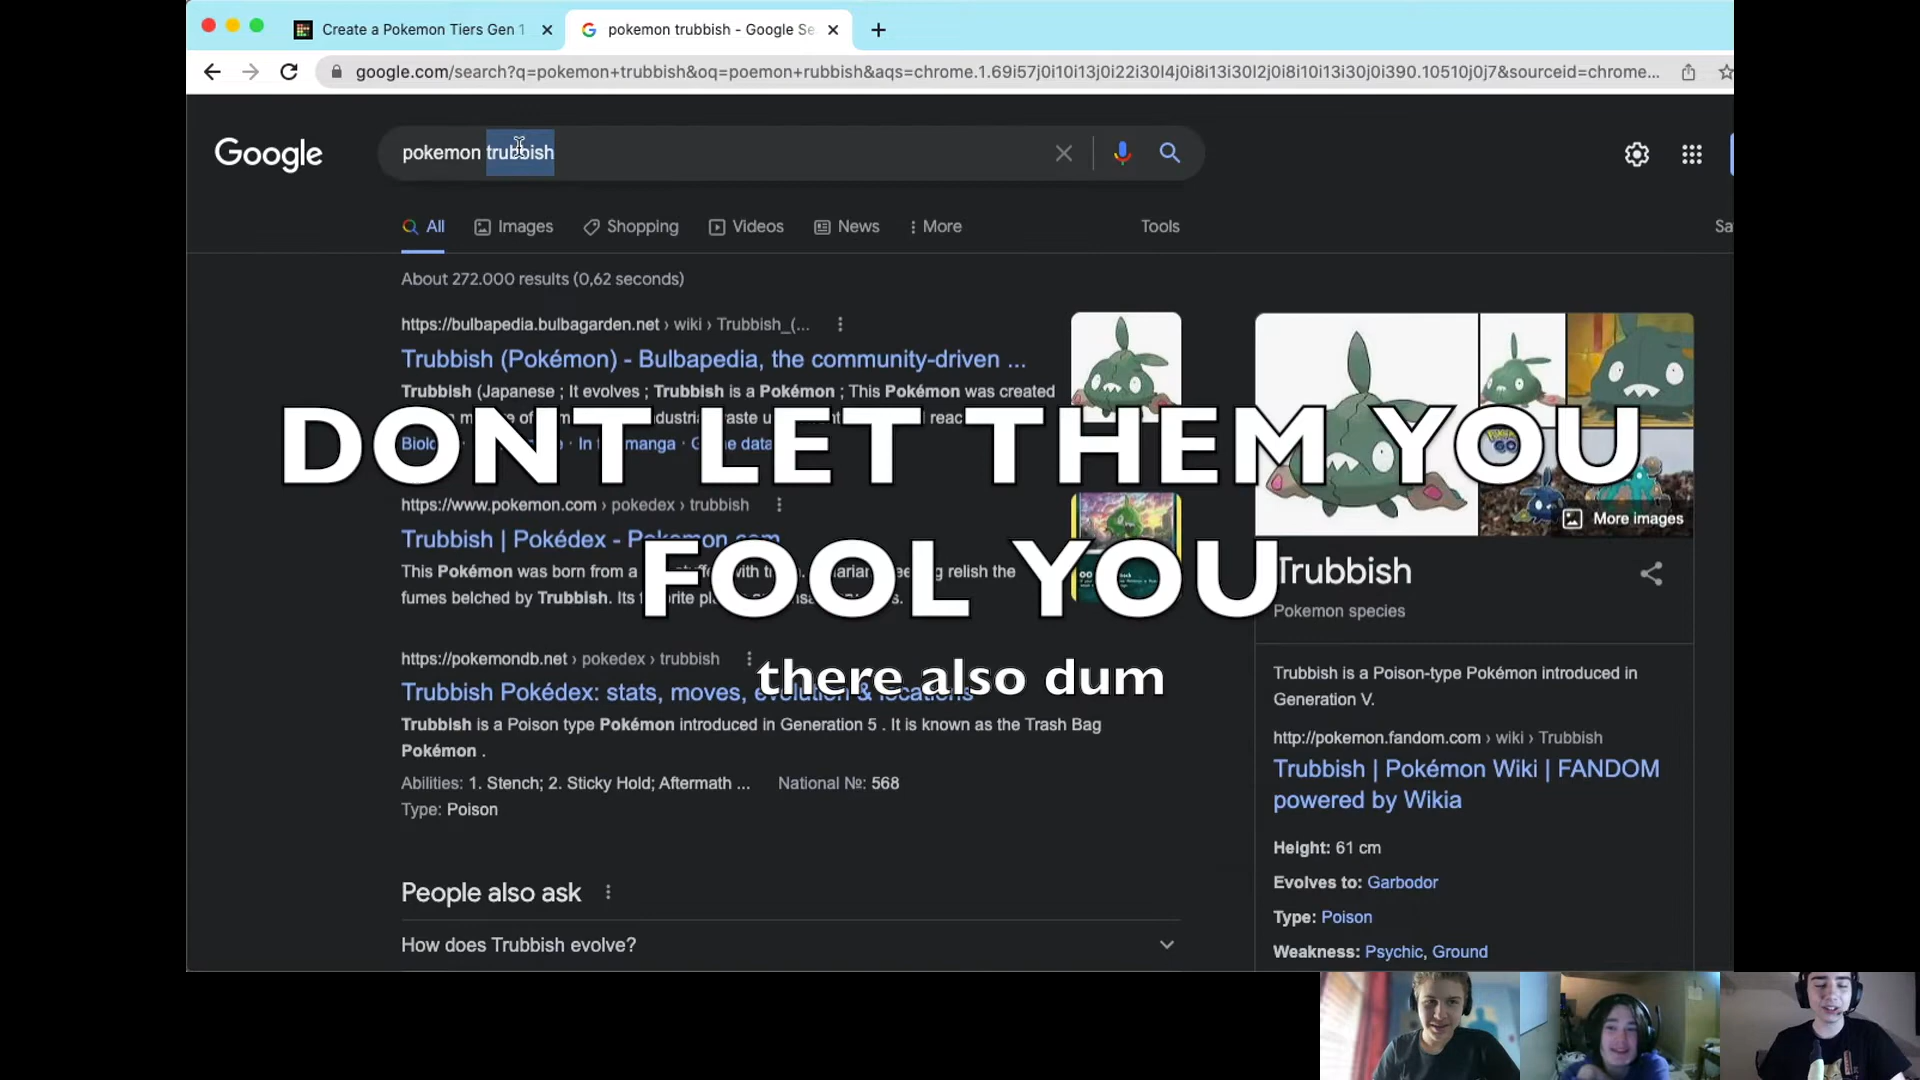 Create a Pokemon Tiers Gen 1
pokemon trubbish - Google Se
google.com/search?q=pokemon+trubbish&oq=poemon+rubbish&aqs=chrome.1.69i57j0i10i13j0i22i30l4j0i8i13i30l2j0i8i10i13i30j0i390.10510j0j7&sourceid=chrome...
Google
pokemon trubbish
All Images Shopping Videos News More Tools Sa
About 272.000 results (0,62 seconds)
https://bulbapedia.bulbagarden.net › wiki › Trubbish_(...
Trubbish (Pokémon) - Bulbapedia, the community-driven ...
Trubbish (Japanese ; It evolves ; Trubbish is a Pokémon ; This Pokémon was created
DONT LET THEM YOU
FOOL YOU
there also dum
https://www.pokemon.com › pokedex › trubbish
Trubbish | Pokédex - Pokemon.com
This Pokémon was born from a with relish the
fumes belched by Trubbish. Its
https://pokemondb.net › pokedex › trubbish
Trubbish Pokédex: stats, moves, evolution & locations
Trubbish is a Poison type Pokémon introduced in Generation 5 . It is known as the Trash Bag
Pokémon .
Abilities: 1. Stench; 2. Sticky Hold; Aftermath ... National №: 568
Type: Poison
People also ask
How does Trubbish evolve?
More images
Trubbish
Pokemon species
Trubbish is a Poison-type Pokémon introduced in
Generation V.
http://pokemon.fandom.com › wiki › Trubbish
Trubbish | Pokémon Wiki | FANDOM
powered by Wikia
Height: 61 cm
Evolves to: Garbodor
Type: Poison
Weakness: Psychic, Ground